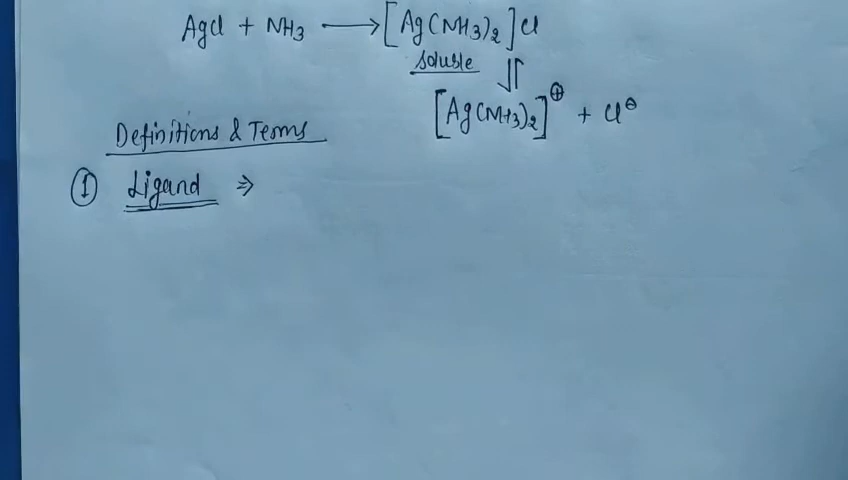 AgCl + NH3 ⟶ [Ag(NH3)2]Cl
soluble ⇌
[Ag(NH3)2]⊕ + Cl⊖
Definitions & Terms
① Ligand ⇒